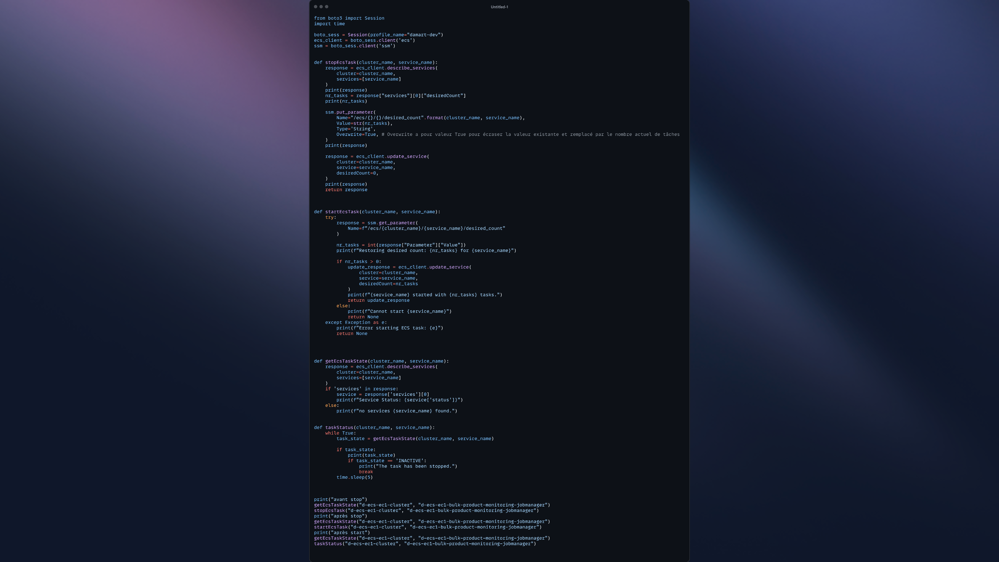 Untitled-1
from boto3 import Session
import time
boto_sess = Session(profile_name="damart-dev")
ecs_client = boto_sess.client('ecs')
ssm = boto_sess.client('ssm')
def stopEcsTask(cluster_name, service_name):
    response = ecs_client.describe_services(
        cluster=cluster_name,
        services=[service_name]
    )
    print(response)
    nr_tasks = response["services"][0]["desiredCount"]
    print(nr_tasks)
    ssm.put_parameter(
        Name="/ecs/{}/{}/desired_count".format(cluster_name, service_name),
        Value=str(nr_tasks),
        Type='String',
        Overwrite=True, # Overwrite a pour valeur True pour écraser la valeur existante et remplacé par le nombre actuel de tâches
    )
    print(response)
    response = ecs_client.update_service(
        cluster=cluster_name,
        service=service_name,
        desiredCount=0,
    )
    print(response)
    return response
def startEcsTask(cluster_name, service_name):
    try:
        response = ssm.get_parameter(
            Name=f"/ecs/{cluster_name}/{service_name}/desired_count"
        )
        nr_tasks = int(response["Parameter"]["Value"])
        print(f"Restoring desired count: {nr_tasks} for {service_name}")
        if nr_tasks > 0:
            update_response = ecs_client.update_service(
                cluster=cluster_name,
                service=service_name,
                desiredCount=nr_tasks
            )
            print(f"{service_name} started with {nr_tasks} tasks.")
            return update_response
        else:
            print(f"Cannot start {service_name}")
            return None
    except Exception as e:
        print(f"Error starting ECS task: {e}")
        return None
def getEcsTaskState(cluster_name, service_name):
    response = ecs_client.describe_services(
        cluster=cluster_name,
        services=[service_name]
    )
    if 'services' in response:
        service = response['services'][0]
        print(f"Service Status: {service['status']}")
    else:
        print(f"no services {service_name} found.")
def taskStatus(cluster_name, service_name):
    while True:
        task_state = getEcsTaskState(cluster_name, service_name)
        if task_state:
            print(task_state)
            if task_state == 'INACTIVE':
                print("The task has been stopped.")
                break
        time.sleep(5)
print("avant stop")
getEcsTaskState("d-ecs-ec1-cluster", "d-ecs-ec1-bulk-product-monitoring-jobmanager")
stopEcsTask("d-ecs-ec1-cluster", "d-ecs-ec1-bulk-product-monitoring-jobmanager")
print("après stop")
getEcsTaskState("d-ecs-ec1-cluster", "d-ecs-ec1-bulk-product-monitoring-jobmanager")
startEcsTask("d-ecs-ec1-cluster", "d-ecs-ec1-bulk-product-monitoring-jobmanager")
print("après start")
getEcsTaskState("d-ecs-ec1-cluster", "d-ecs-ec1-bulk-product-monitoring-jobmanager")
taskStatus("d-ecs-ec1-cluster", "d-ecs-ec1-bulk-product-monitoring-jobmanager")